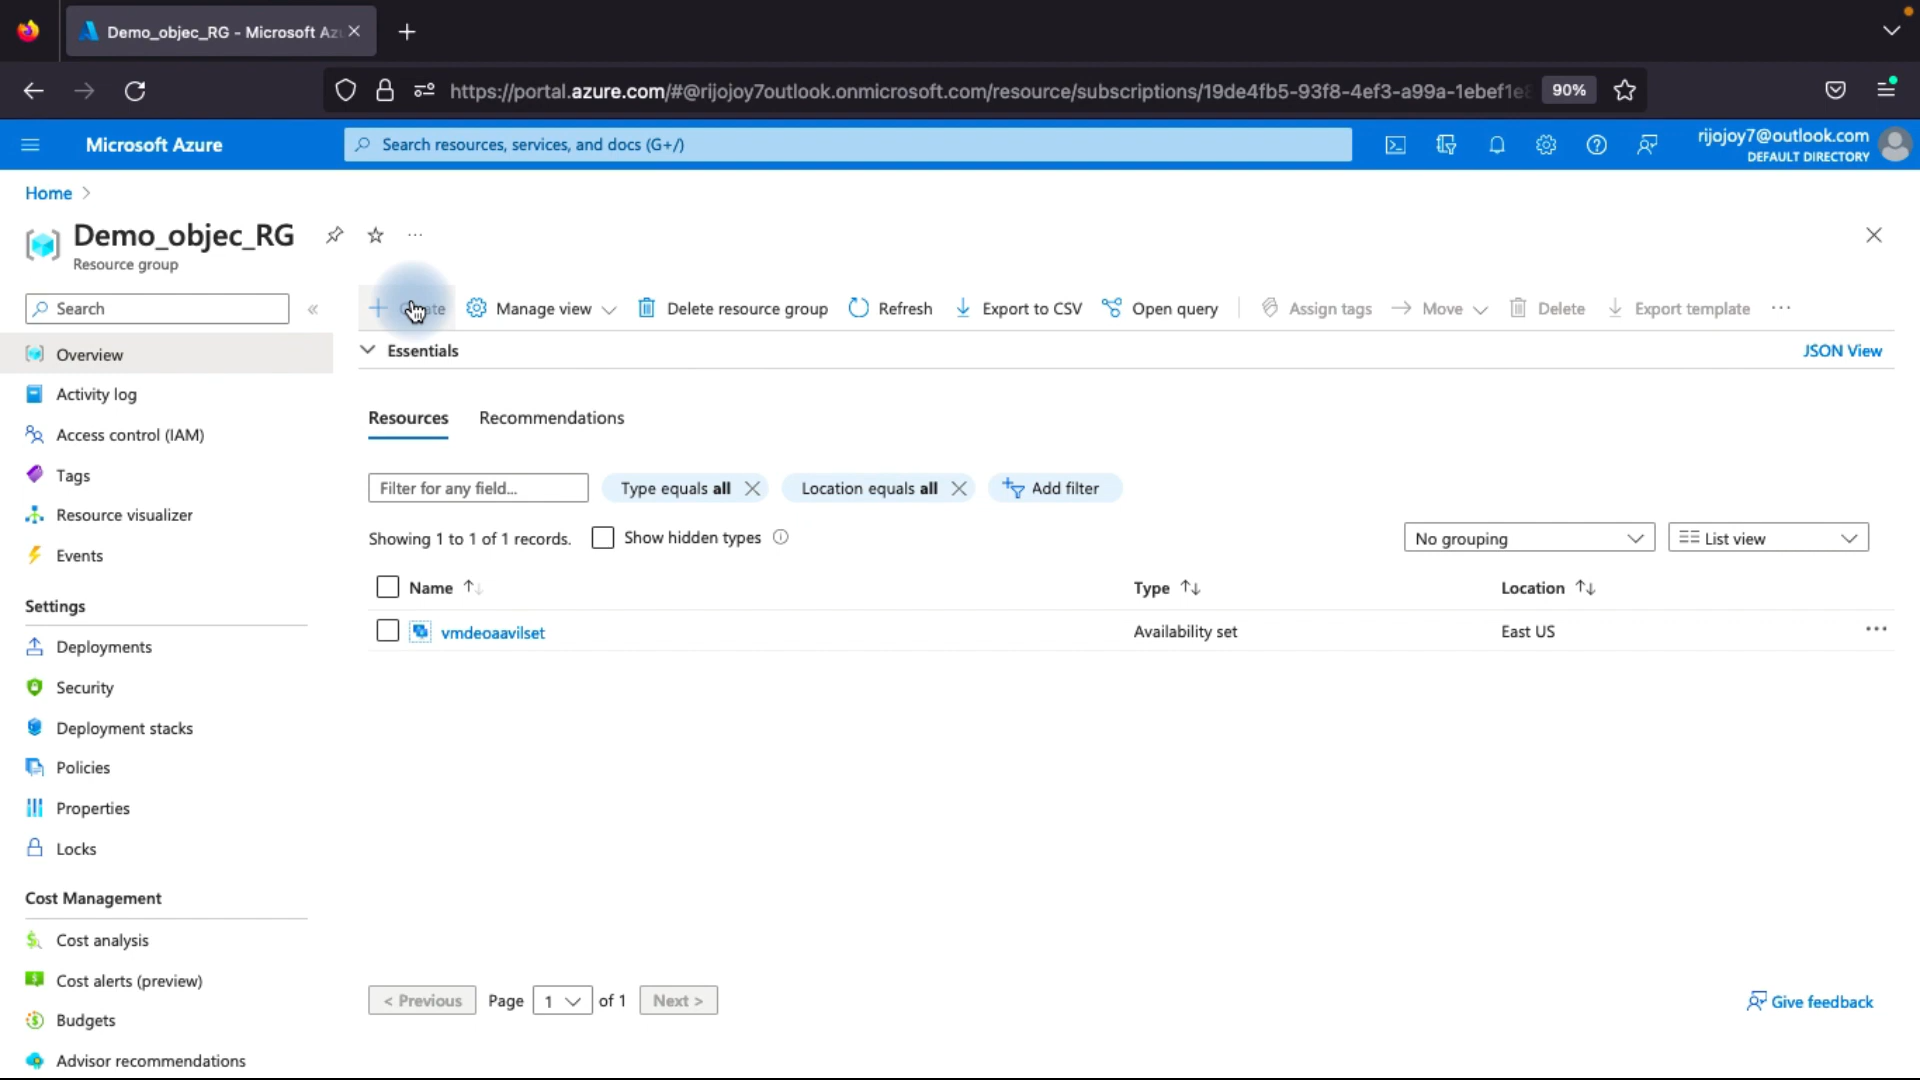 Demo_objec_RG - Microsoft Az
https://portal.azure.com/#@rijojoy7outlook.onmicrosoft.com/resource/subscriptions/19de4fb5-93f8-4ef3-a99a-1ebef1e8
90%
Microsoft Azure
Search resources, services, and docs (G+/)
rijojoy7@outlook.com
DEFAULT DIRECTORY
Home
Demo_objec_RG
Resource group
Search
Create Manage view Delete resource group Refresh Export to CSV Open query Assign tags Move Delete Export template
Overview
Activity log
Access control (IAM)
Tags
Resource visualizer
Events
Settings
Deployments
Security
Deployment stacks
Policies
Properties
Locks
Cost Management
Cost analysis
Cost alerts (preview)
Budgets
Advisor recommendations
Essentials
JSON View
Resources Recommendations
Filter for any field... Type equals all Location equals all Add filter
Showing 1 to 1 of 1 records. Show hidden types No grouping List view
Name Type Location
vmdeoaavilset Availability set East US
< Previous Page 1 of 1 Next >
Give feedback